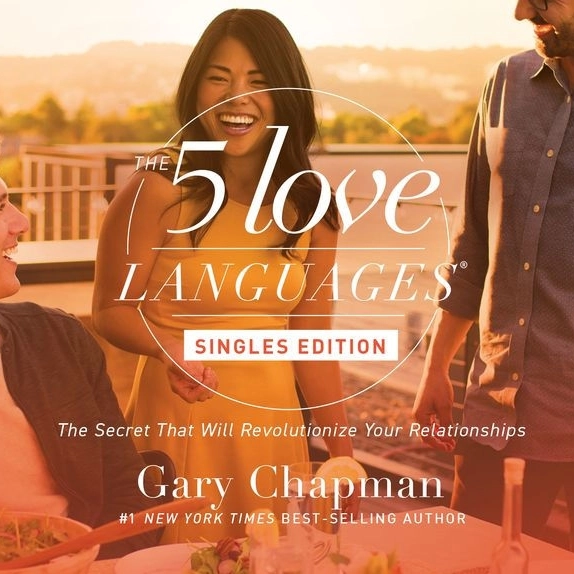 THE
5 love
LANGUAGES®
SINGLES EDITION
The Secret That Will Revolutionize Your Relationships
Gary Chapman
#1 NEW YORK TIMES BEST-SELLING AUTHOR